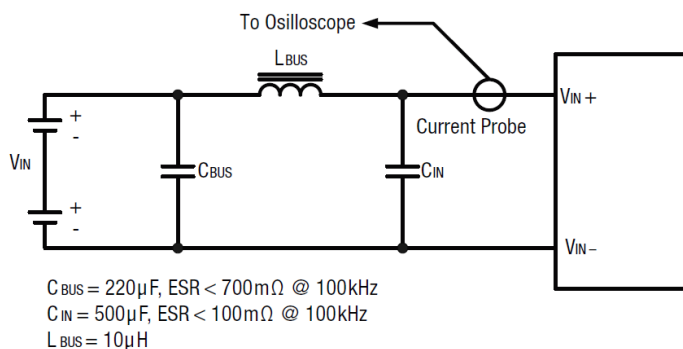 To Osilloscope
LBUS
+
-
VIN
+
-
CBUS
CIN
Current Probe
VIN+
VIN-
CBUS = 220μF, ESR < 700mΩ @ 100kHz
CIN = 500μF, ESR < 100mΩ @ 100kHz
LBUS = 10μH